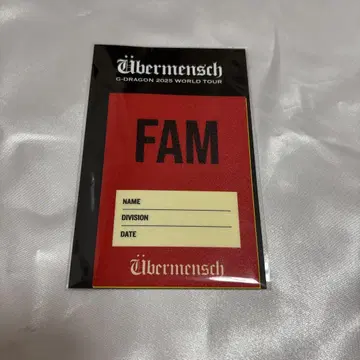 Übermensch
G-DRAGON 2025 WORLD TOUR
FAM
NAME
DIVISION
DATE
Übermensch